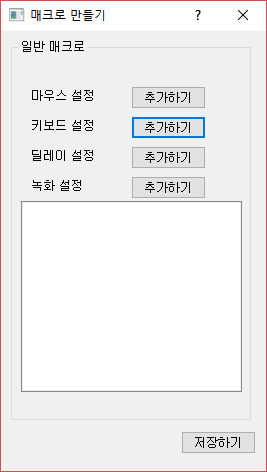 매크로 만들기 ?
일반 매크로
마우스 설정 추가하기
키보드 설정 추가하기
딜레이 설정 추가하기
녹화 설정 추가하기
저장하기